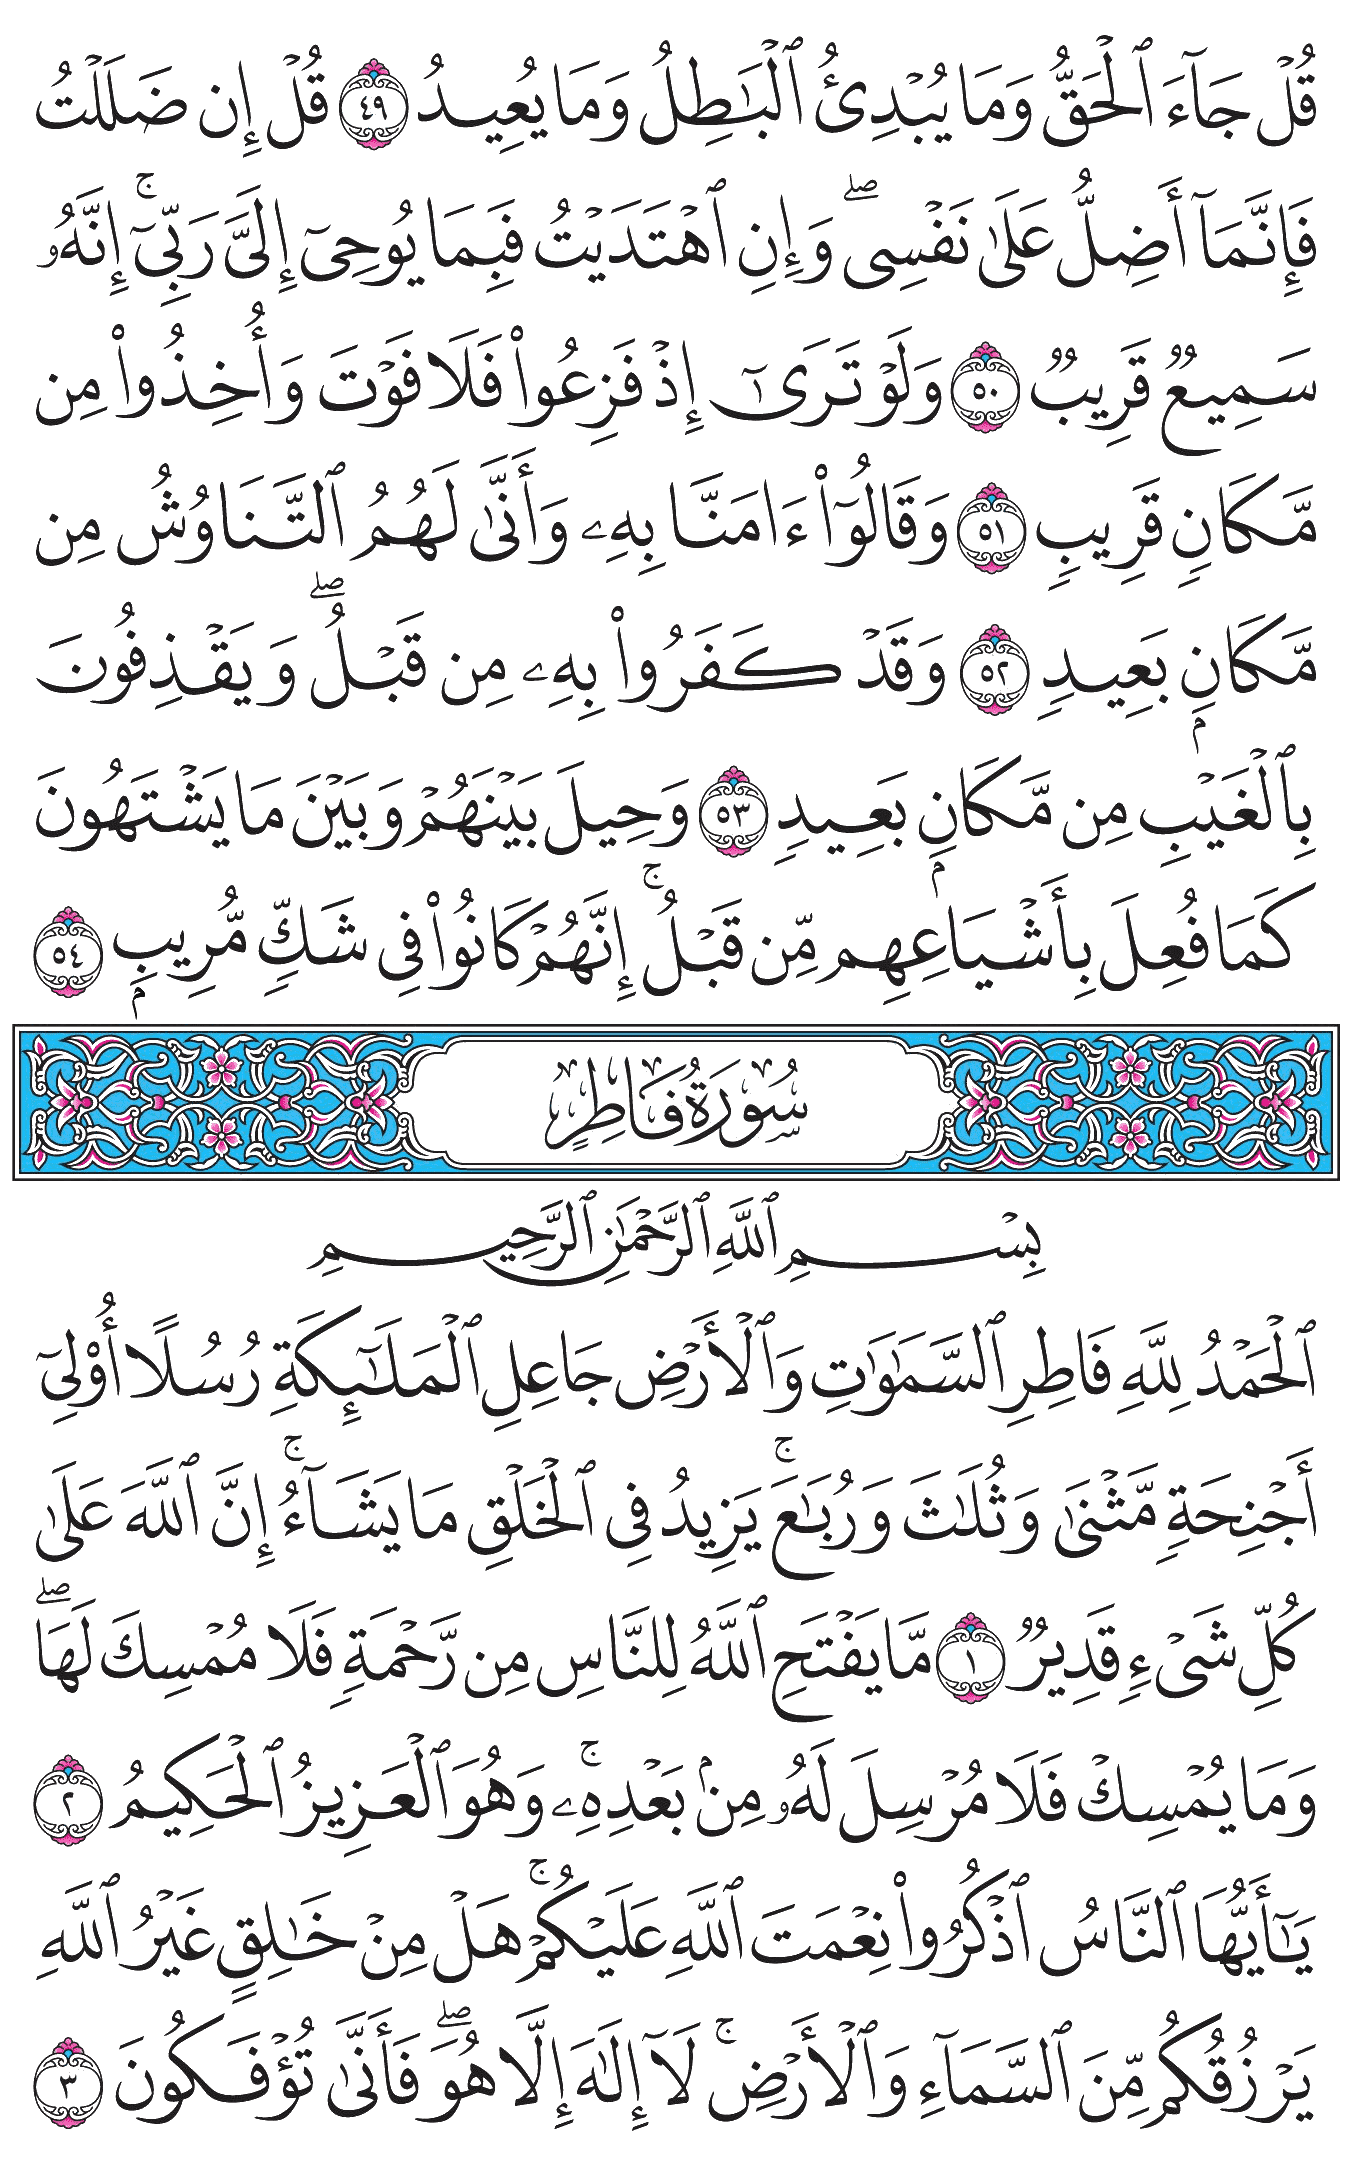 قُلۡ جَآءَ ٱلۡحَقُّ وَمَا يُبۡدِئُ ٱلۡبَٰطِلُ وَمَا يُعِيدُ ٤٩ قُلۡ إِن ضَلَلۡتُ
فَإِنَّمَآ أَضِلُّ عَلَىٰ نَفۡسِيۖ وَإِنِ ٱهۡتَدَيۡتُ فَبِمَا يُوحِيٓ إِلَيَّ رَبِّيٓۚ إِنَّهُۥ
سَمِيعٞ قَرِيبٞ ٥٠ وَلَوۡ تَرَىٰٓ إِذۡ فَزِعُواْ فَلَا فَوۡتَ وَأُخِذُواْ مِن
مَّكَانٖ قَرِيبٖ ٥١ وَقَالُوٓاْ ءَامَنَّا بِهِۦ وَأَنَّىٰ لَهُمُ ٱلتَّنَاوُشُ مِن
مَّكَانِۭ بَعِيدٖ ٥٢ وَقَدۡ كَفَرُواْ بِهِۦ مِن قَبۡلُۖ وَيَقۡذِفُونَ
بِٱلۡغَيۡبِ مِن مَّكَانِۭ بَعِيدٖ ٥٣ وَحِيلَ بَيۡنَهُمۡ وَبَيۡنَ مَا يَشۡتَهُونَ
كَمَا فُعِلَ بِأَشۡيَاعِهِم مِّن قَبۡلُۚ إِنَّهُمۡ كَانُواْ فِي شَكّٖ مُّرِيبِۭ ٥٤
سُورَةُ فَاطِرٍ
بِسۡمِ ٱللَّهِ ٱلرَّحۡمَٰنِ ٱلرَّحِيمِ
ٱلۡحَمۡدُ لِلَّهِ فَاطِرِ ٱلسَّمَٰوَٰتِ وَٱلۡأَرۡضِ جَاعِلِ ٱلۡمَلَٰٓئِكَةِ رُسُلًا أُوْلِيٓ
أَجۡنِحَةٖ مَّثۡنَىٰ وَثُلَٰثَ وَرُبَٰعَۚ يَزِيدُ فِي ٱلۡخَلۡقِ مَا يَشَآءُۚ إِنَّ ٱللَّهَ عَلَىٰ
كُلِّ شَيۡءٖ قَدِيرٞ ١ مَّا يَفۡتَحِ ٱللَّهُ لِلنَّاسِ مِن رَّحۡمَةٖ فَلَا مُمۡسِكَ لَهَاۖ
وَمَا يُمۡسِكۡ فَلَا مُرۡسِلَ لَهُۥ مِنۢ بَعۡدِهِۦۚ وَهُوَ ٱلۡعَزِيزُ ٱلۡحَكِيمُ ٢
يَٰٓأَيُّهَا ٱلنَّاسُ ٱذۡكُرُواْ نِعۡمَتَ ٱللَّهِ عَلَيۡكُمۡۚ هَلۡ مِنۡ خَٰلِقٍ غَيۡرُ ٱللَّهِ
يَرۡزُقُكُم مِّنَ ٱلسَّمَآءِ وَٱلۡأَرۡضِۚ لَآ إِلَٰهَ إِلَّا هُوَۖ فَأَنَّىٰ تُؤۡفَكُونَ ٣